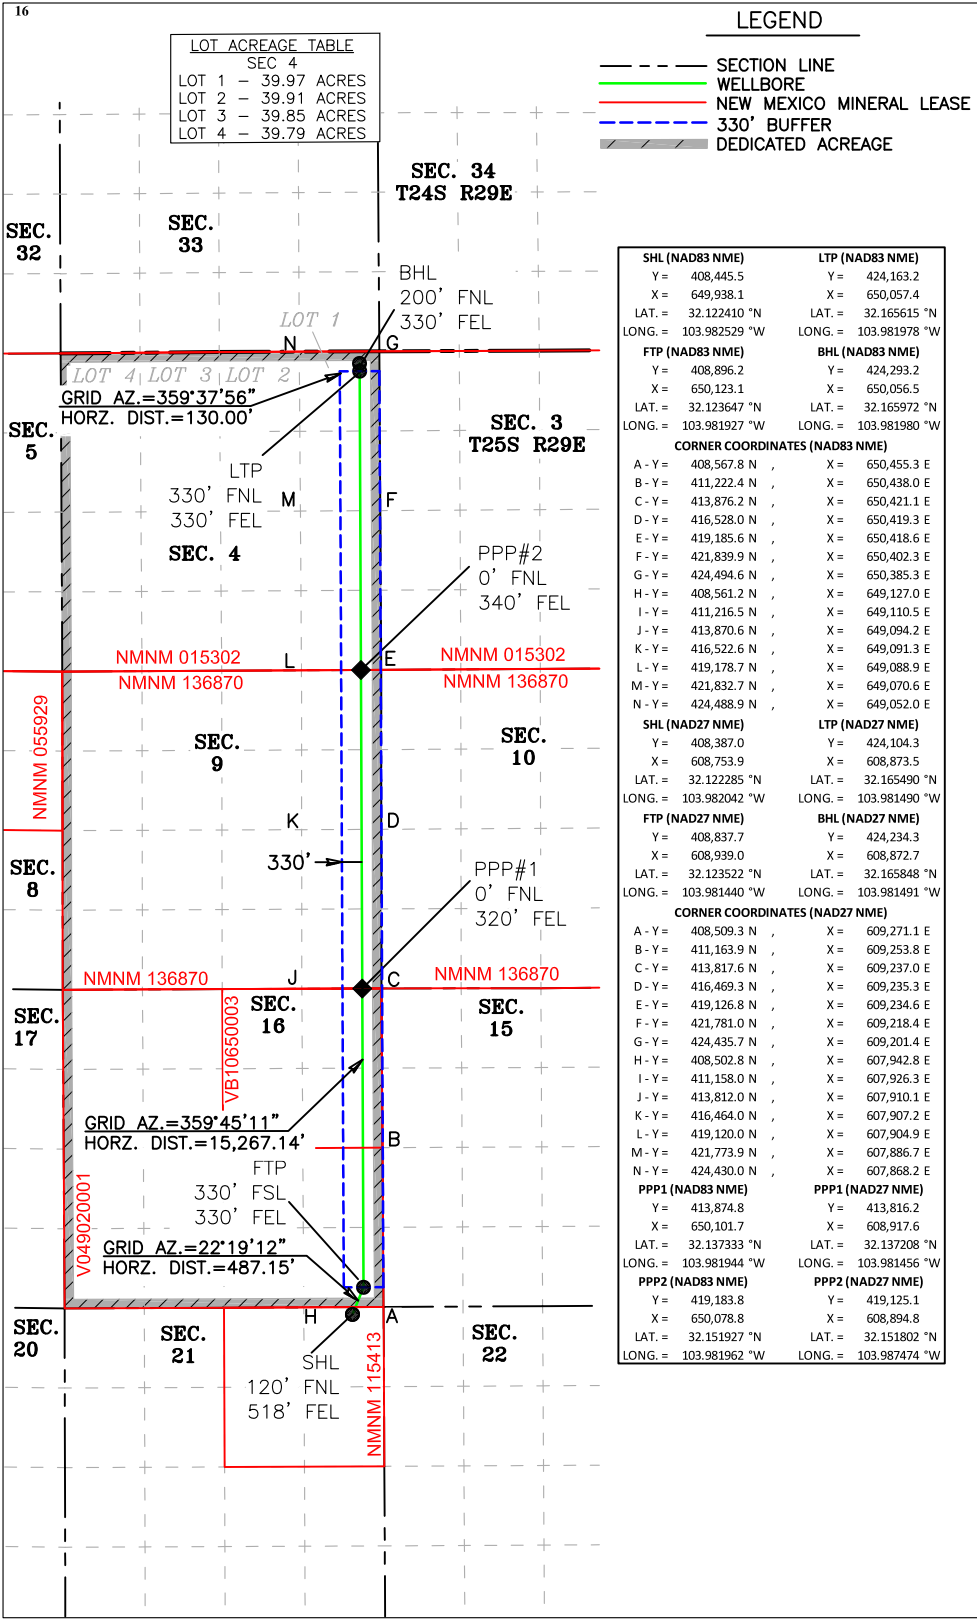 16
LOT ACREAGE TABLE
SEC 4
LOT 1 - 39.97 ACRES
LOT 2 - 39.91 ACRES
LOT 3 - 39.85 ACRES
LOT 4 - 39.79 ACRES
LEGEND
SECTION LINE
WELLBORE
NEW MEXICO MINERAL LEASE
330' BUFFER
DEDICATED ACREAGE
SEC. 34
T24S R29E
SEC.
32
SEC.
33
BHL
200' FNL
330' FEL
LOT 1
N
G
LOT 4
LOT 3
LOT 2
GRID AZ.=359°37'56"
HORZ. DIST.=130.00'
SEC.
5
SEC. 3
T25S R29E
LTP
330' FNL
330' FEL
M
F
SEC. 4
PPP#2
0' FNL
340' FEL
NMNM 015302
L
E
NMNM 015302
NMNM 136870
NMNM 136870
NMNM 055929
SEC.
9
SEC.
10
K
D
330'
SEC.
8
PPP#1
0' FNL
320' FEL
NMNM 136870
J
C
NMNM 136870
SEC.
17
VB10650003
SEC.
16
SEC.
15
GRID AZ.=359°45'11"
HORZ. DIST.=15,267.14'
B
FTP
330' FSL
330' FEL
V049020001
GRID AZ.=22°19'12"
HORZ. DIST.=487.15'
H
A
SEC.
20
SEC.
21
SEC.
22
SHL
120' FNL
518' FEL
NMNM 115413
SHL (NAD83 NME) LTP (NAD83 NME)
Y = 408,445.5 Y = 424,163.2
X = 649,938.1 X = 650,057.4
LAT. = 32.122410 °N LAT. = 32.165615 °N
LONG. = 103.982529 °W LONG. = 103.981978 °W
FTP (NAD83 NME) BHL (NAD83 NME)
Y = 408,896.2 Y = 424,293.2
X = 650,123.1 X = 650,056.5
LAT. = 32.123647 °N LAT. = 32.165972 °N
LONG. = 103.981927 °W LONG. = 103.981980 °W
CORNER COORDINATES (NAD83 NME)
A - Y = 408,567.8 N , X = 650,455.3 E
B - Y = 411,222.4 N , X = 650,438.0 E
C - Y = 413,876.2 N , X = 650,421.1 E
D - Y = 416,528.0 N , X = 650,419.3 E
E - Y = 419,185.6 N , X = 650,418.6 E
F - Y = 421,839.9 N , X = 650,402.3 E
G - Y = 424,494.6 N , X = 650,385.3 E
H - Y = 408,561.2 N , X = 649,127.0 E
I - Y = 411,216.5 N , X = 649,110.5 E
J - Y = 413,870.6 N , X = 649,094.2 E
K - Y = 416,522.6 N , X = 649,091.3 E
L - Y = 419,178.7 N , X = 649,088.9 E
M - Y = 421,832.7 N , X = 649,070.6 E
N - Y = 424,488.9 N , X = 649,052.0 E
SHL (NAD27 NME) LTP (NAD27 NME)
Y = 408,387.0 Y = 424,104.3
X = 608,753.9 X = 608,873.5
LAT. = 32.122285 °N LAT. = 32.165490 °N
LONG. = 103.982042 °W LONG. = 103.981490 °W
FTP (NAD27 NME) BHL (NAD27 NME)
Y = 408,837.7 Y = 424,234.3
X = 608,939.0 X = 608,872.7
LAT. = 32.123522 °N LAT. = 32.165848 °N
LONG. = 103.981440 °W LONG. = 103.981491 °W
CORNER COORDINATES (NAD27 NME)
A - Y = 408,509.3 N , X = 609,271.1 E
B - Y = 411,163.9 N , X = 609,253.8 E
C - Y = 413,817.6 N , X = 609,237.0 E
D - Y = 416,469.3 N , X = 609,235.3 E
E - Y = 419,126.8 N , X = 609,234.6 E
F - Y = 421,781.0 N , X = 609,218.4 E
G - Y = 424,435.7 N , X = 609,201.4 E
H - Y = 408,502.8 N , X = 607,942.8 E
I - Y = 411,158.0 N , X = 607,926.3 E
J - Y = 413,812.0 N , X = 607,910.1 E
K - Y = 416,464.0 N , X = 607,907.2 E
L - Y = 419,120.0 N , X = 607,904.9 E
M - Y = 421,773.9 N , X = 607,886.7 E
N - Y = 424,430.0 N , X = 607,868.2 E
PPP1 (NAD83 NME) PPP1 (NAD27 NME)
Y = 413,874.8 Y = 413,816.2
X = 650,101.7 X = 608,917.6
LAT. = 32.137333 °N LAT. = 32.137208 °N
LONG. = 103.981944 °W LONG. = 103.981456 °W
PPP2 (NAD83 NME) PPP2 (NAD27 NME)
Y = 419,183.8 Y = 419,125.1
X = 650,078.8 X = 608,894.8
LAT. = 32.151927 °N LAT. = 32.151802 °N
LONG. = 103.981962 °W LONG. = 103.987474 °W